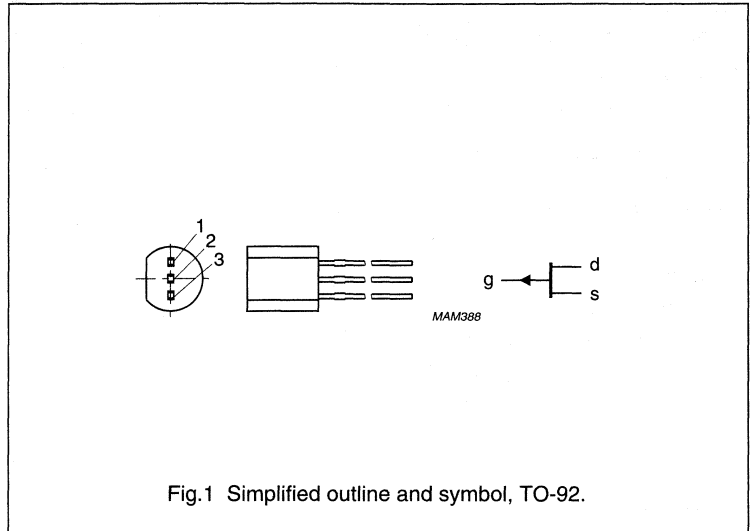 1
2
3
g
d
s
MAM388
Fig.1 Simplified outline and symbol, TO-92.